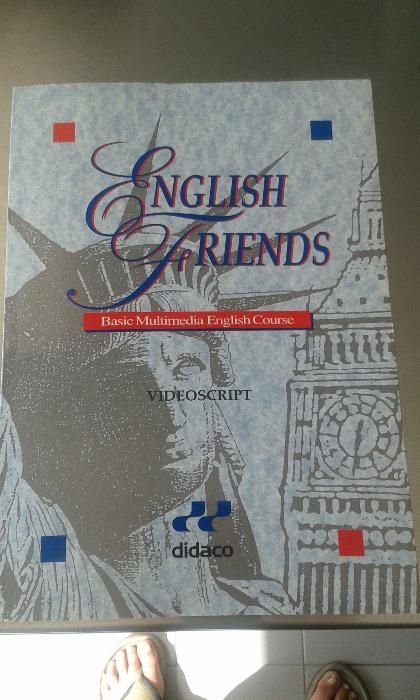 ENGLISH
FRIENDS
Basic Multimedia English Course
VIDEOSCRIPT
didaco